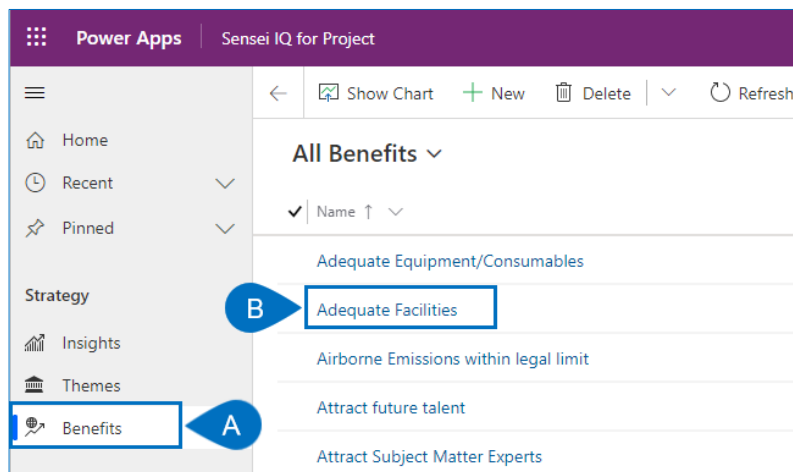 Power Apps Sensei IQ for Project
Show Chart New Delete Refresh
Home
Recent
Pinned
Strategy
Insights
Themes
Benefits
A
All Benefits
Name
Adequate Equipment/Consumables
B
Adequate Facilities
Airborne Emissions within legal limit
Attract future talent
Attract Subject Matter Experts